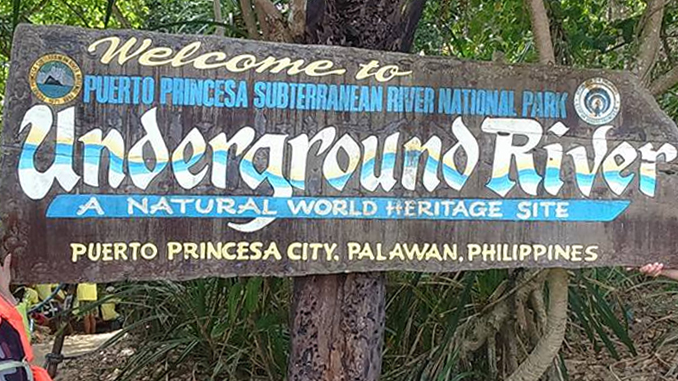 Welcome to
PUERTO PRINCESA SUBTERRANEAN RIVER NATIONAL PARK
Underground River
A NATURAL WORLD HERITAGE SITE
PUERTO PRINCESA CITY, PALAWAN, PHILIPPINES